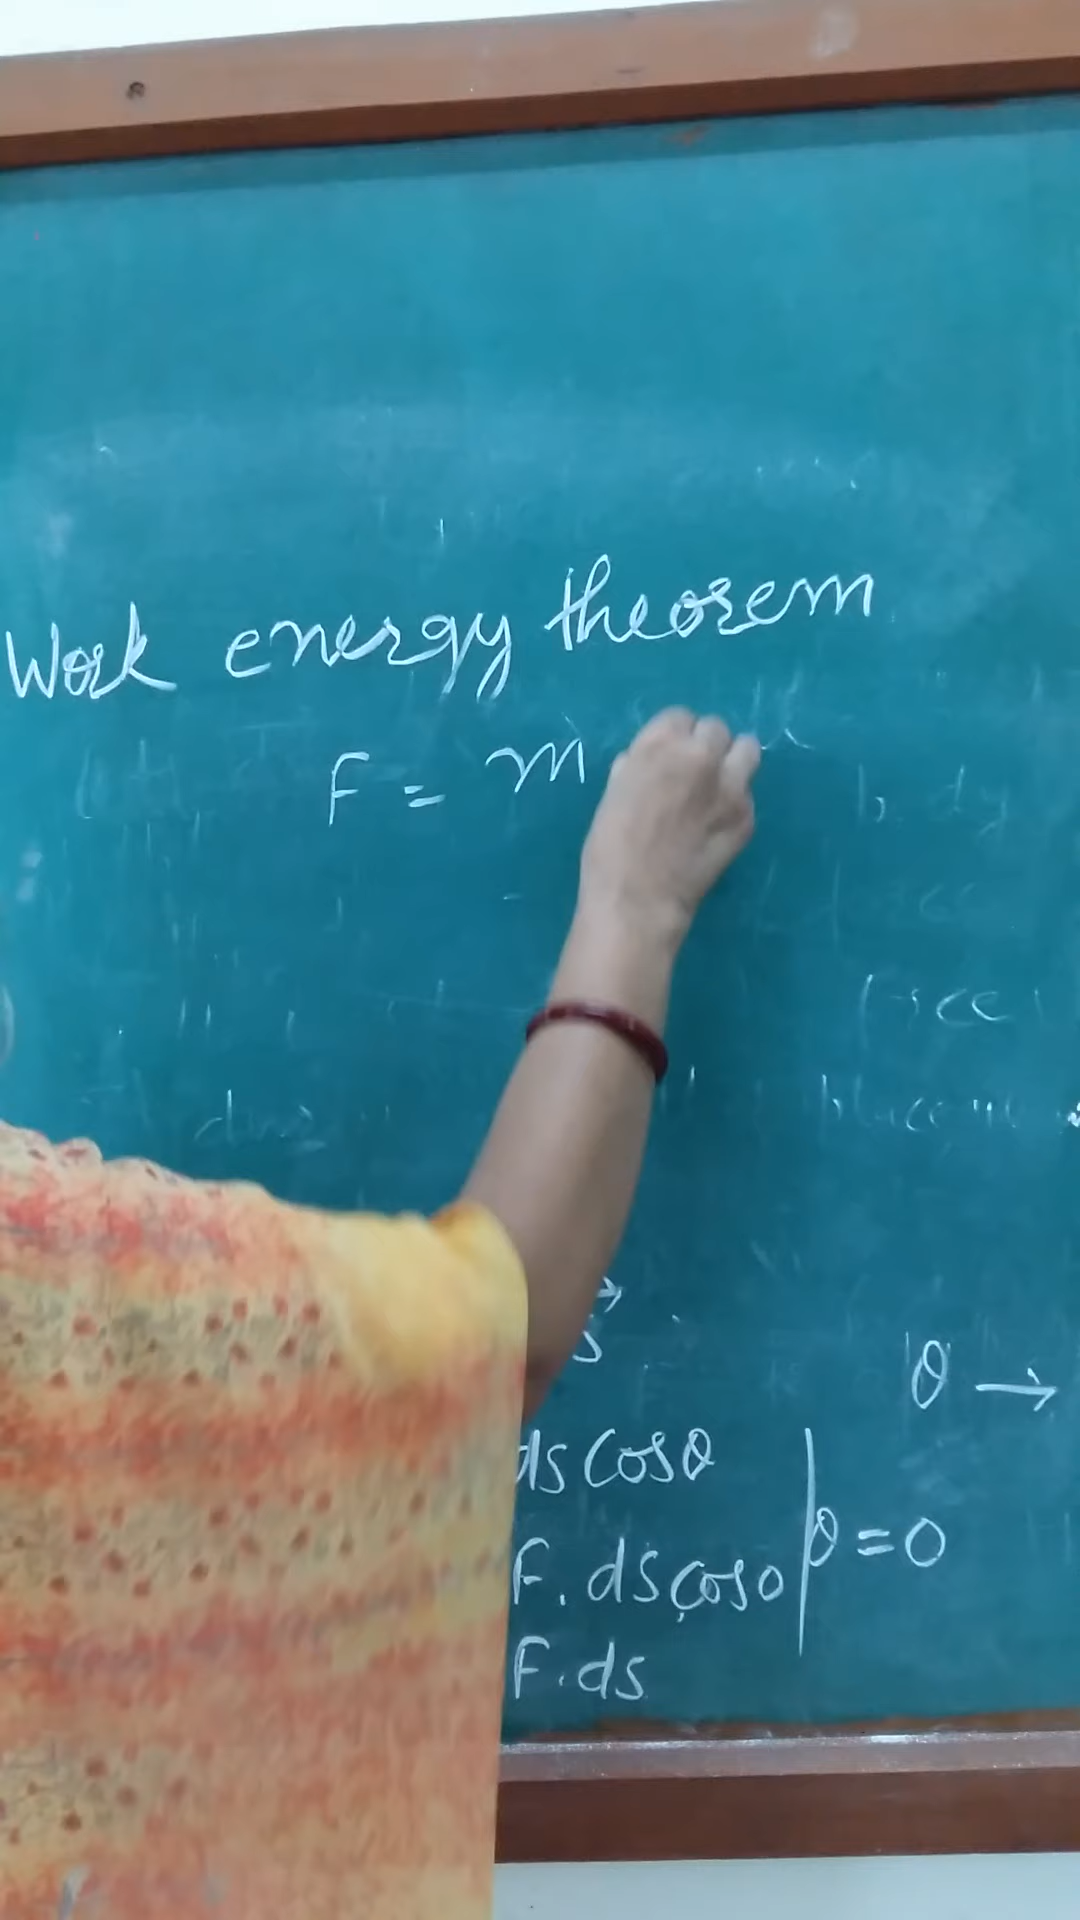 Work energy theorem
F = m
s
θ →
ds cosθ
θ = 0
F. ds cos0
F. ds